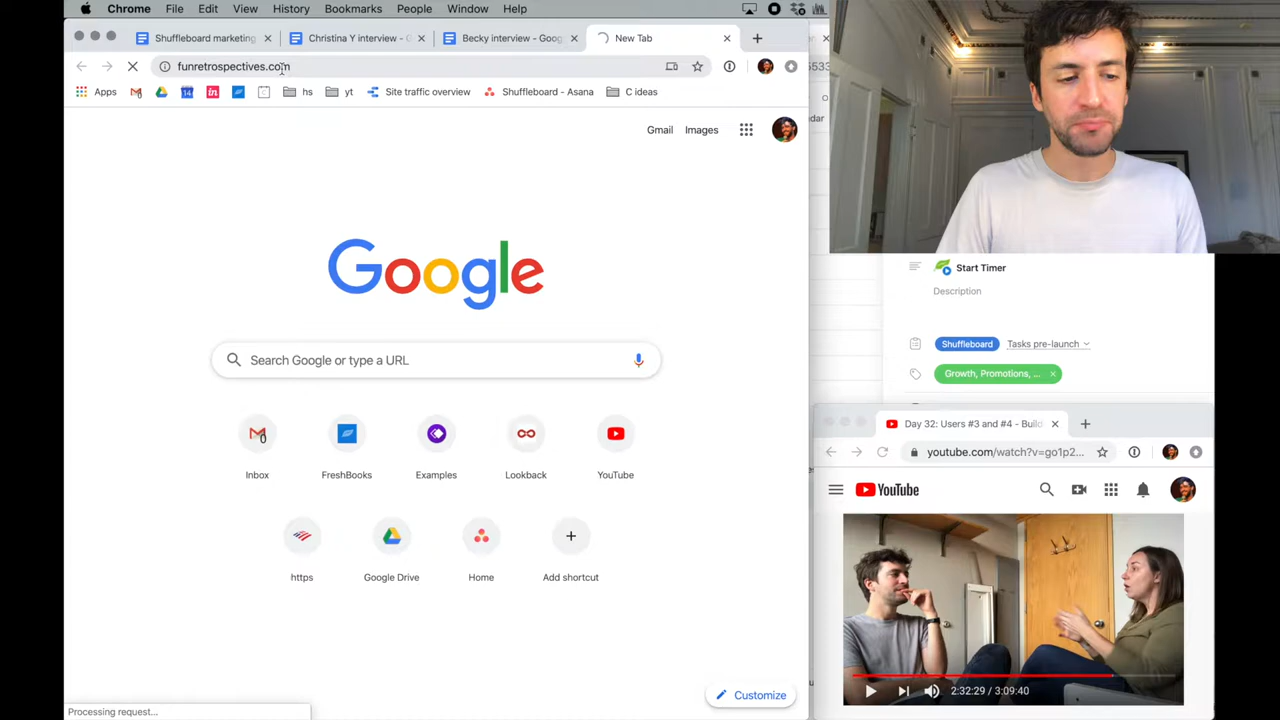 Chrome File Edit View History Bookmarks People Window Help
Shuffleboard marketing
Christina Y interview - G
Becky interview - Goog
New Tab
funretrospectives.com
Apps
hs
yt
Site traffic overview
Shuffleboard - Asana
C ideas
Gmail
Images
Google
Search Google or type a URL
Inbox
FreshBooks
Examples
Lookback
YouTube
https
Google Drive
Home
Add shortcut
Customize
Processing request...
5533
ndar
Start Timer
Description
Shuffleboard
Tasks pre-launch
Growth, Promotions, ...
Day 32: Users #3 and #4 - Build
youtube.com/watch?v=go1p2...
YouTube
2:32:29 / 3:09:40